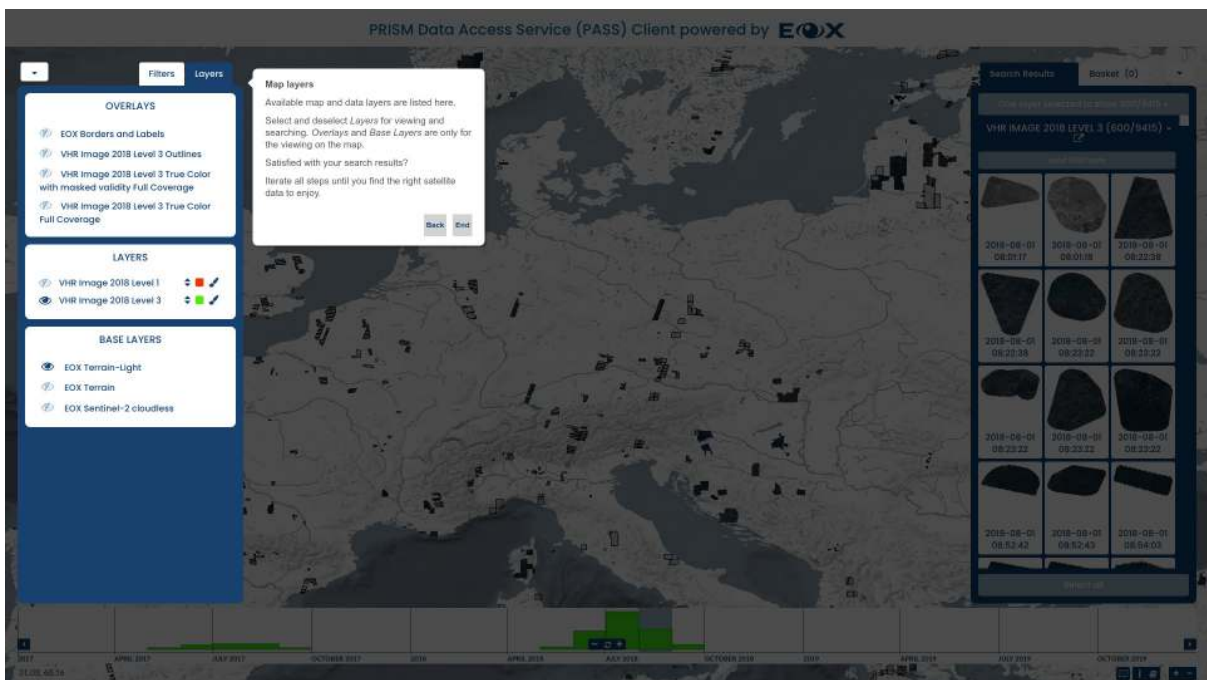 PRISM Data Access Service (PASS) Client powered by EOX
Filters
Layers
OVERLAYS
EOX Borders and Labels
VHR Image 2018 Level 3 Outlines
VHR Image 2018 Level 3 True Color
with masked validity Full Coverage
VHR Image 2018 Level 3 True Color
Full Coverage
LAYERS
VHR Image 2018 Level 1
VHR Image 2018 Level 3
BASE LAYERS
EOX Terrain-Light
EOX Terrain
EOX Sentinel-2 cloudless
Map layers
Available map and data layers are listed here.
Select and deselect Layers for viewing and
searching. Overlays and Base Layers are only for
the viewing on the map.
Satisfied with your search results?
Iterate all steps until you find the right satellite
data to enjoy.
Back End
Search Results
Basket (0)
VHR IMAGE 2018 LEVEL 3 (600/9415)
2018-08-01 2018-08-01 2018-08-01
08:01:17 08:01:18 08:22:38
2018-08-01 2018-08-01 2018-08-01
08:22:38 08:23:22 08:23:22
2018-08-01 2018-08-01 2018-08-01
08:23:22 08:23:22 08:23:22
2018-08-01 2018-08-01 2018-08-01
08:52:42 08:52:43 08:54:03
Select all
2017 APRIL 2017 JULY 2017 OCTOBER 2017 2018 APRIL 2018 JULY 2018 OCTOBER 2018 2019 APRIL 2019 JULY 2019 OCTOBER 2019